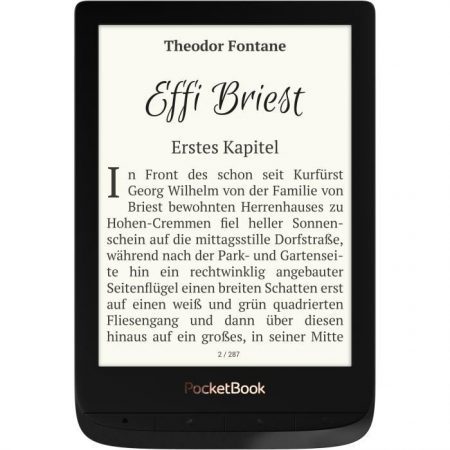 Theodor Fontane
Effi Briest
Erstes Kapitel
In Front des schon seit Kurfürst
Georg Wilhelm von der Familie von
Briest bewohnten Herrenhauses zu
Hohen-Cremmen fiel heller Sonnen-
schein auf die mittagsstille Dorfstraße,
während nach der Park- und Gartensei-
te hin ein rechtwinklig angebauter
Seitenflügel einen breiten Schatten erst
auf einen weiß und grün quadrierten
Fliesengang und dann über diesen
hinaus auf ein großes, in seiner Mitte
2 / 287
PocketBook